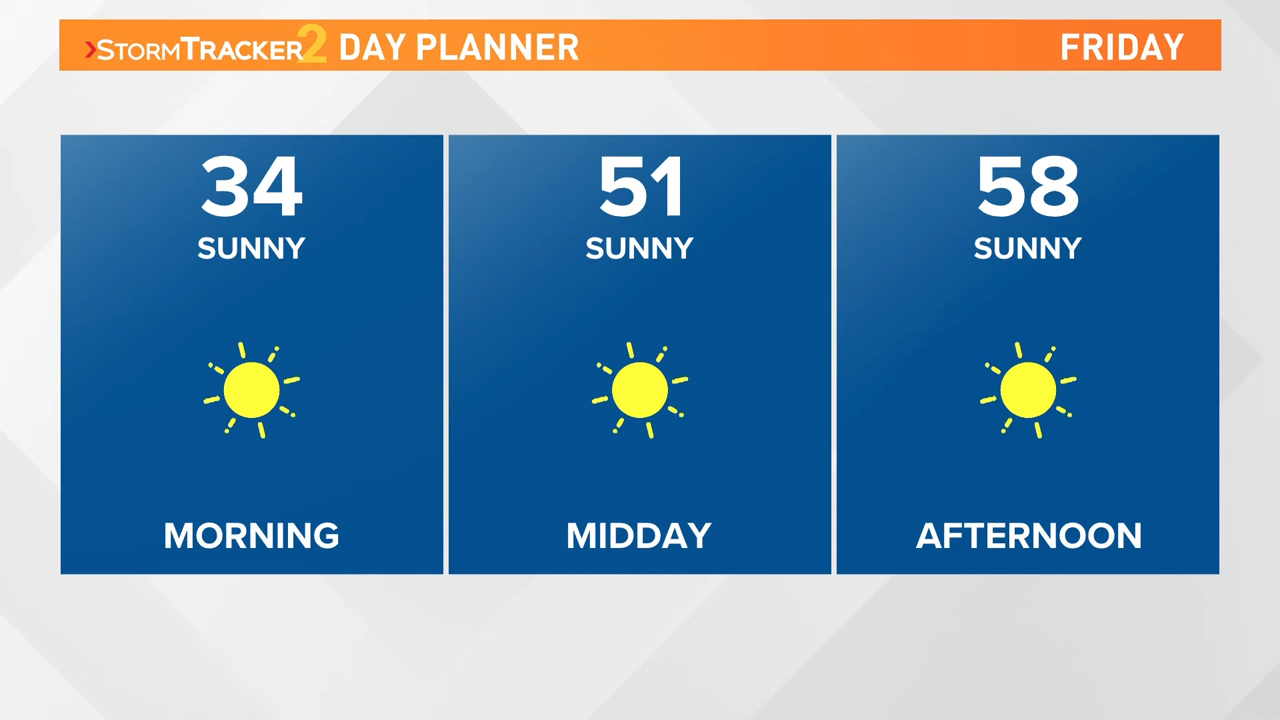 STORMTRACKER2 DAY PLANNER FRIDAY
34
SUNNY
MORNING
51
SUNNY
MIDDAY
58
SUNNY
AFTERNOON